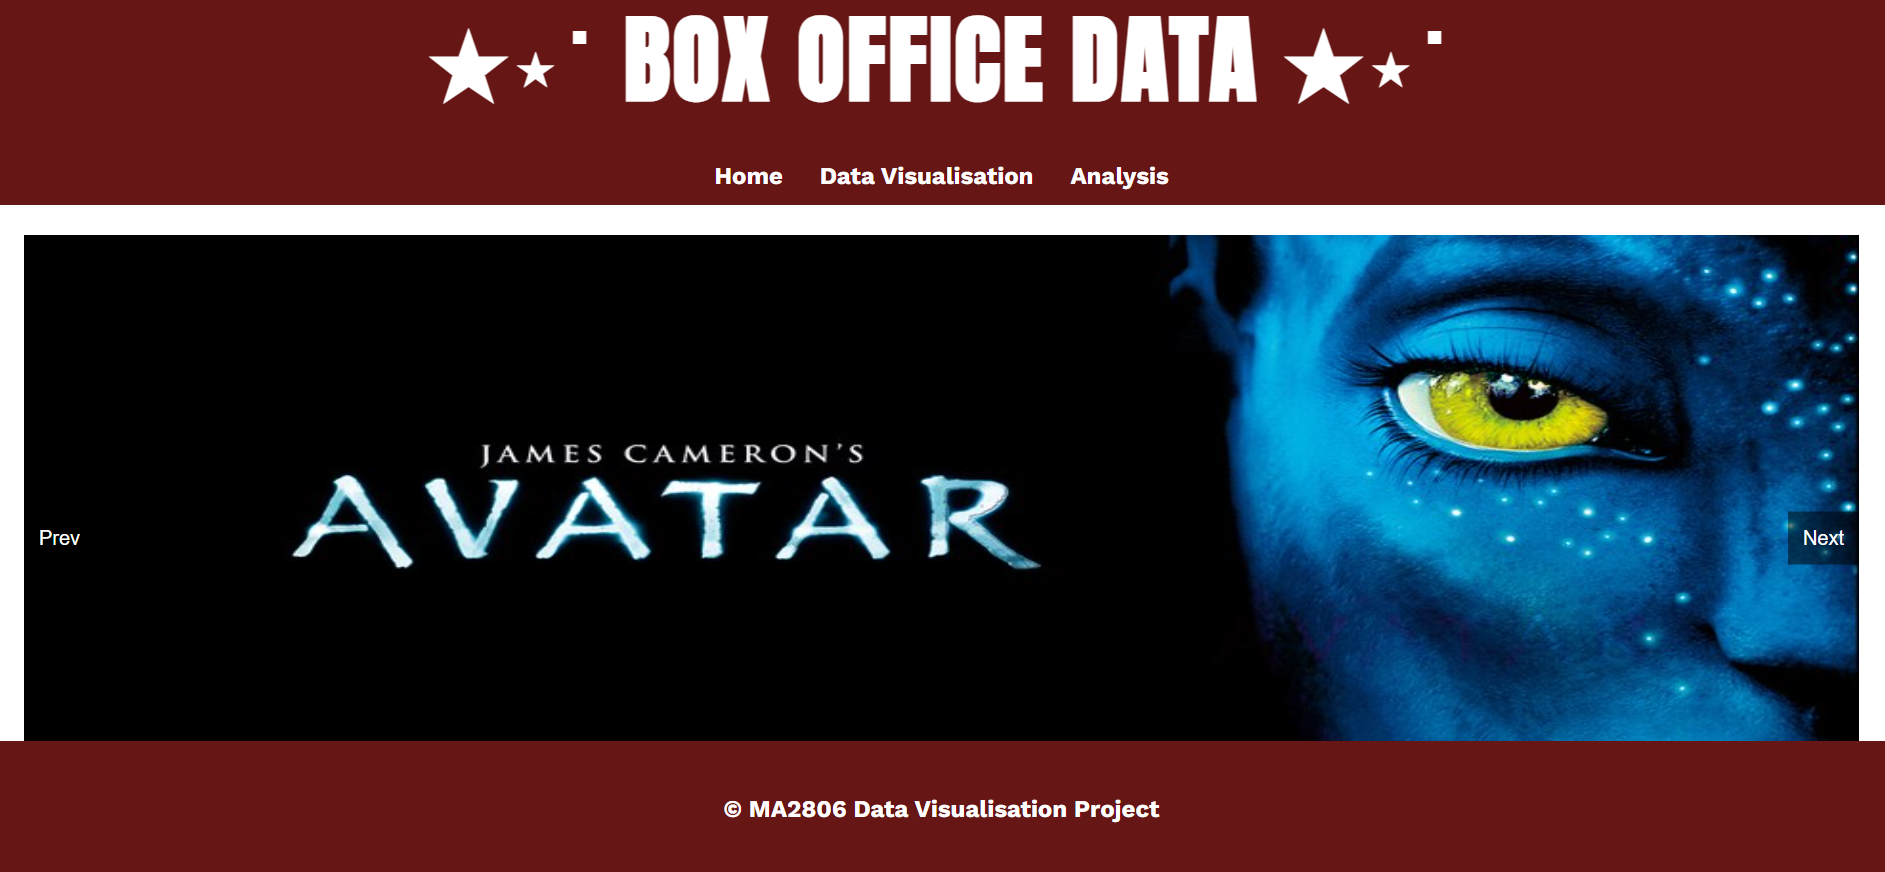 ★⋆˙ BOX OFFICE DATA ★⋆˙
Home Data Visualisation Analysis
JAMES CAMERON'S
AVATAR
Prev
Next
© MA2806 Data Visualisation Project